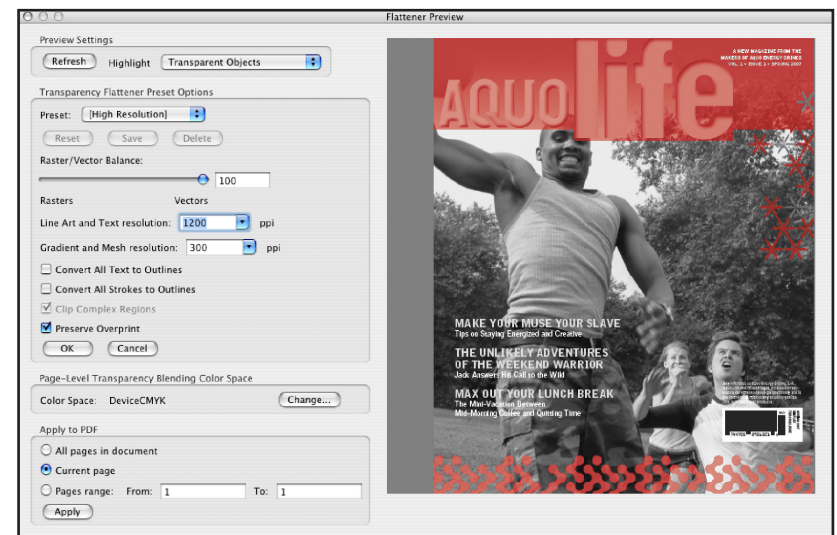 Flattener Preview
Preview Settings
Refresh Highlight Transparent Objects
Transparency Flattener Preset Options
Preset: [High Resolution]
Reset Save Delete
Raster/Vector Balance:
100
Rasters Vectors
Line Art and Text resolution: 1200 ppi
Gradient and Mesh resolution: 300 ppi
Convert All Text to Outlines
Convert All Strokes to Outlines
Clip Complex Regions
Preserve Overprint
OK Cancel
Page-Level Transparency Blending Color Space
Color Space: DeviceCMYK Change...
Apply to PDF
All pages in document
Current page
Pages range: From: 1 To: 1
Apply
A NEW MAGAZINE FROM THE
MAKERS OF AQUO ENERGY DRINKS
VOL. 1 • ISSUE 1 • SPRING 2007
AQUO life
MAKE YOUR MUSE YOUR SLAVE
Tips on Staying Energized and Creative
THE UNLIKELY ADVENTURES
OF THE WEEKEND WARRIOR
Jack Answers His Call to the Wild
MAX OUT YOUR LUNCH BREAK
The Mini-Vacation Between
Mid-Morning Coffee and Quitting Time